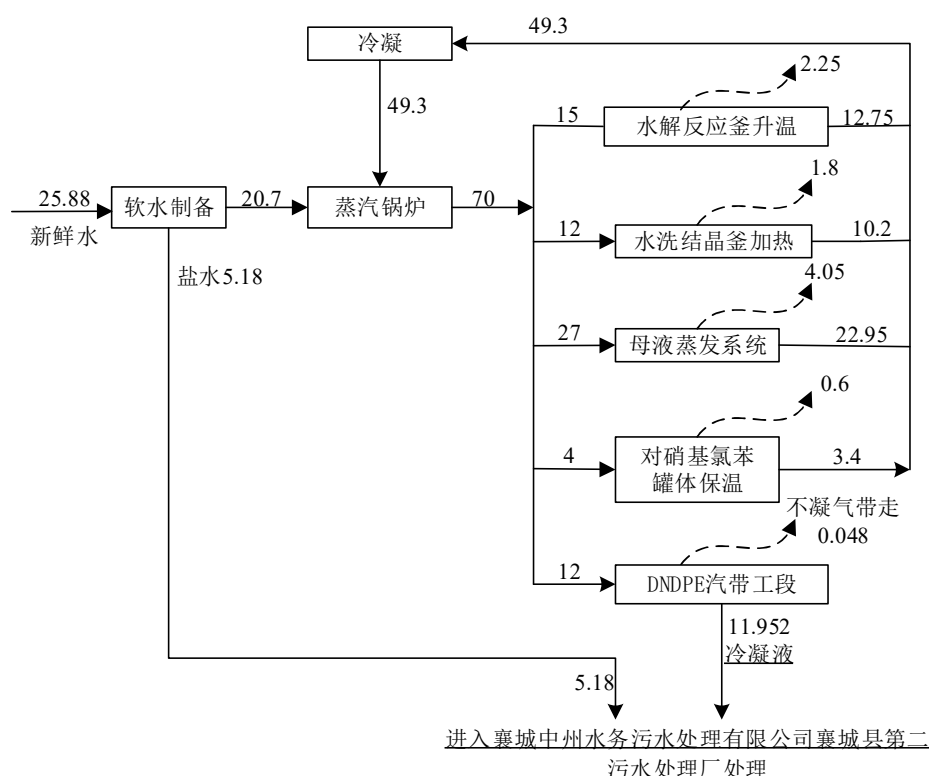 49.3
冷凝
49.3
2.25
15
水解反应釜升温
12.75
25.88
新鲜水
软水制备
20.7
蒸汽锅炉
70
1.8
12
水洗结晶釜加热
10.2
盐水5.18
4.05
27
母液蒸发系统
22.95
0.6
4
对硝基氯苯
罐体保温
3.4
不凝气带走
0.048
12
DNDPE汽带工段
11.952
冷凝液
5.18
进入襄城中州水务污水处理有限公司襄城县第二
污水处理厂处理